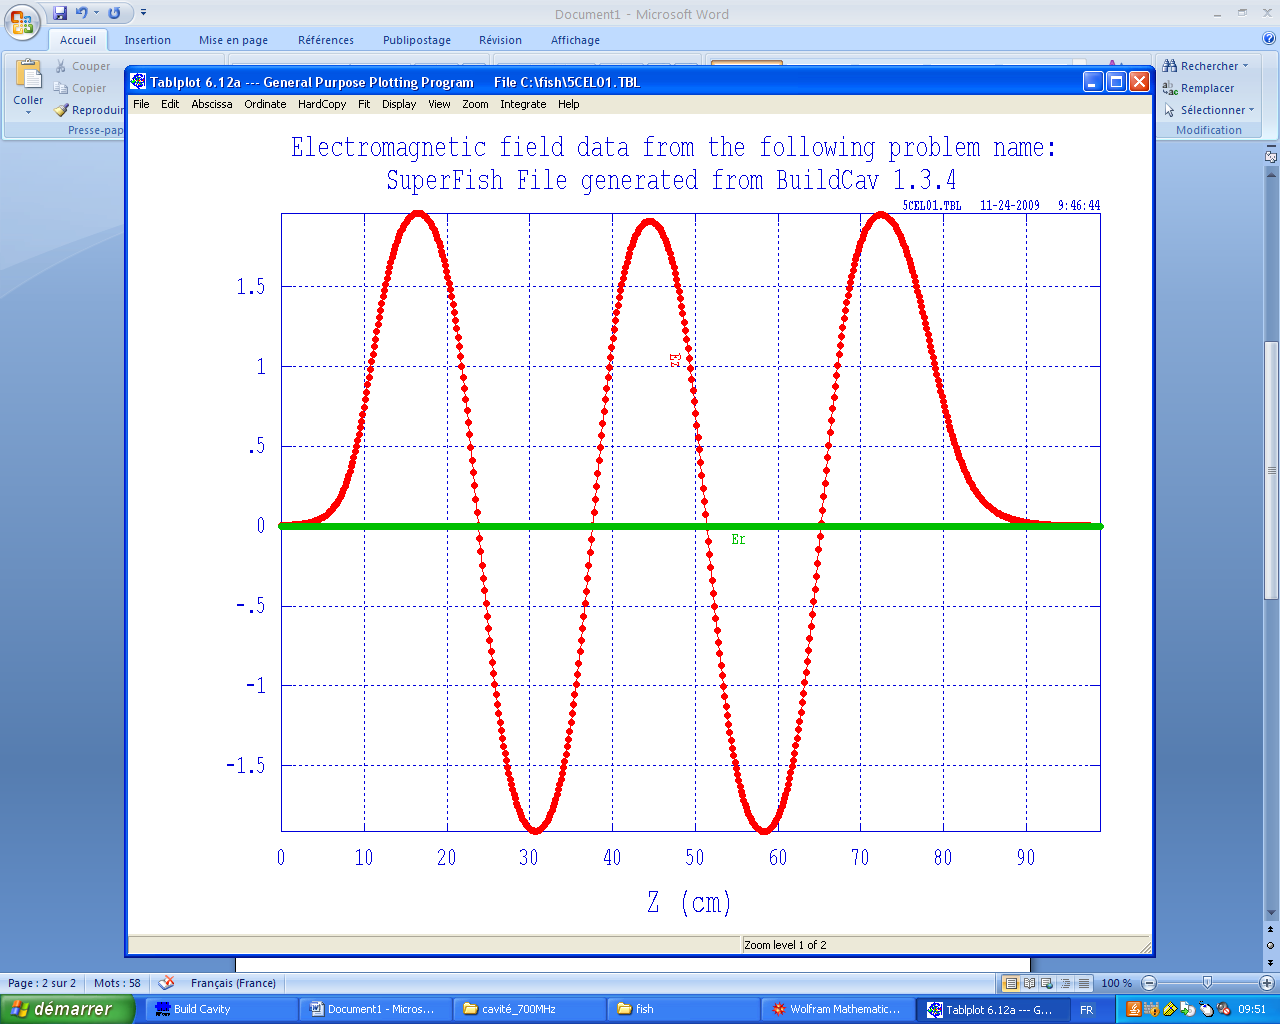 Document1 - Microsoft Word
Accueil Insertion Mise en page Références Publipostage Révision Affichage
Coller
Couper
Copier
Reproduir
Presse-pap
Rechercher
Remplacer
Sélectionner
Modification
Tablplot 6.12a --- General Purpose Plotting Program File C:\fish\5CEL01.TBL
File Edit Abscissa Ordinate HardCopy Fit Display View Zoom Integrate Help
Electromagnetic field data from the following problem name:
SuperFish File generated from BuildCav 1.3.4
5CEL01.TBL 11-24-2009 9:46:44
1.5
1
.5
0
-.5
-1
-1.5
Ez
Er
0 10 20 30 40 50 60 70 80 90
Z (cm)
Zoom level 1 of 2
Page : 2 sur 2 Mots : 58 Français (France) 100 %
démarrer Build Cavity Document1 - Micros... cavité_700MHz fish Wolfram Mathematic... Tablplot 6.12a --- G... FR 09:51